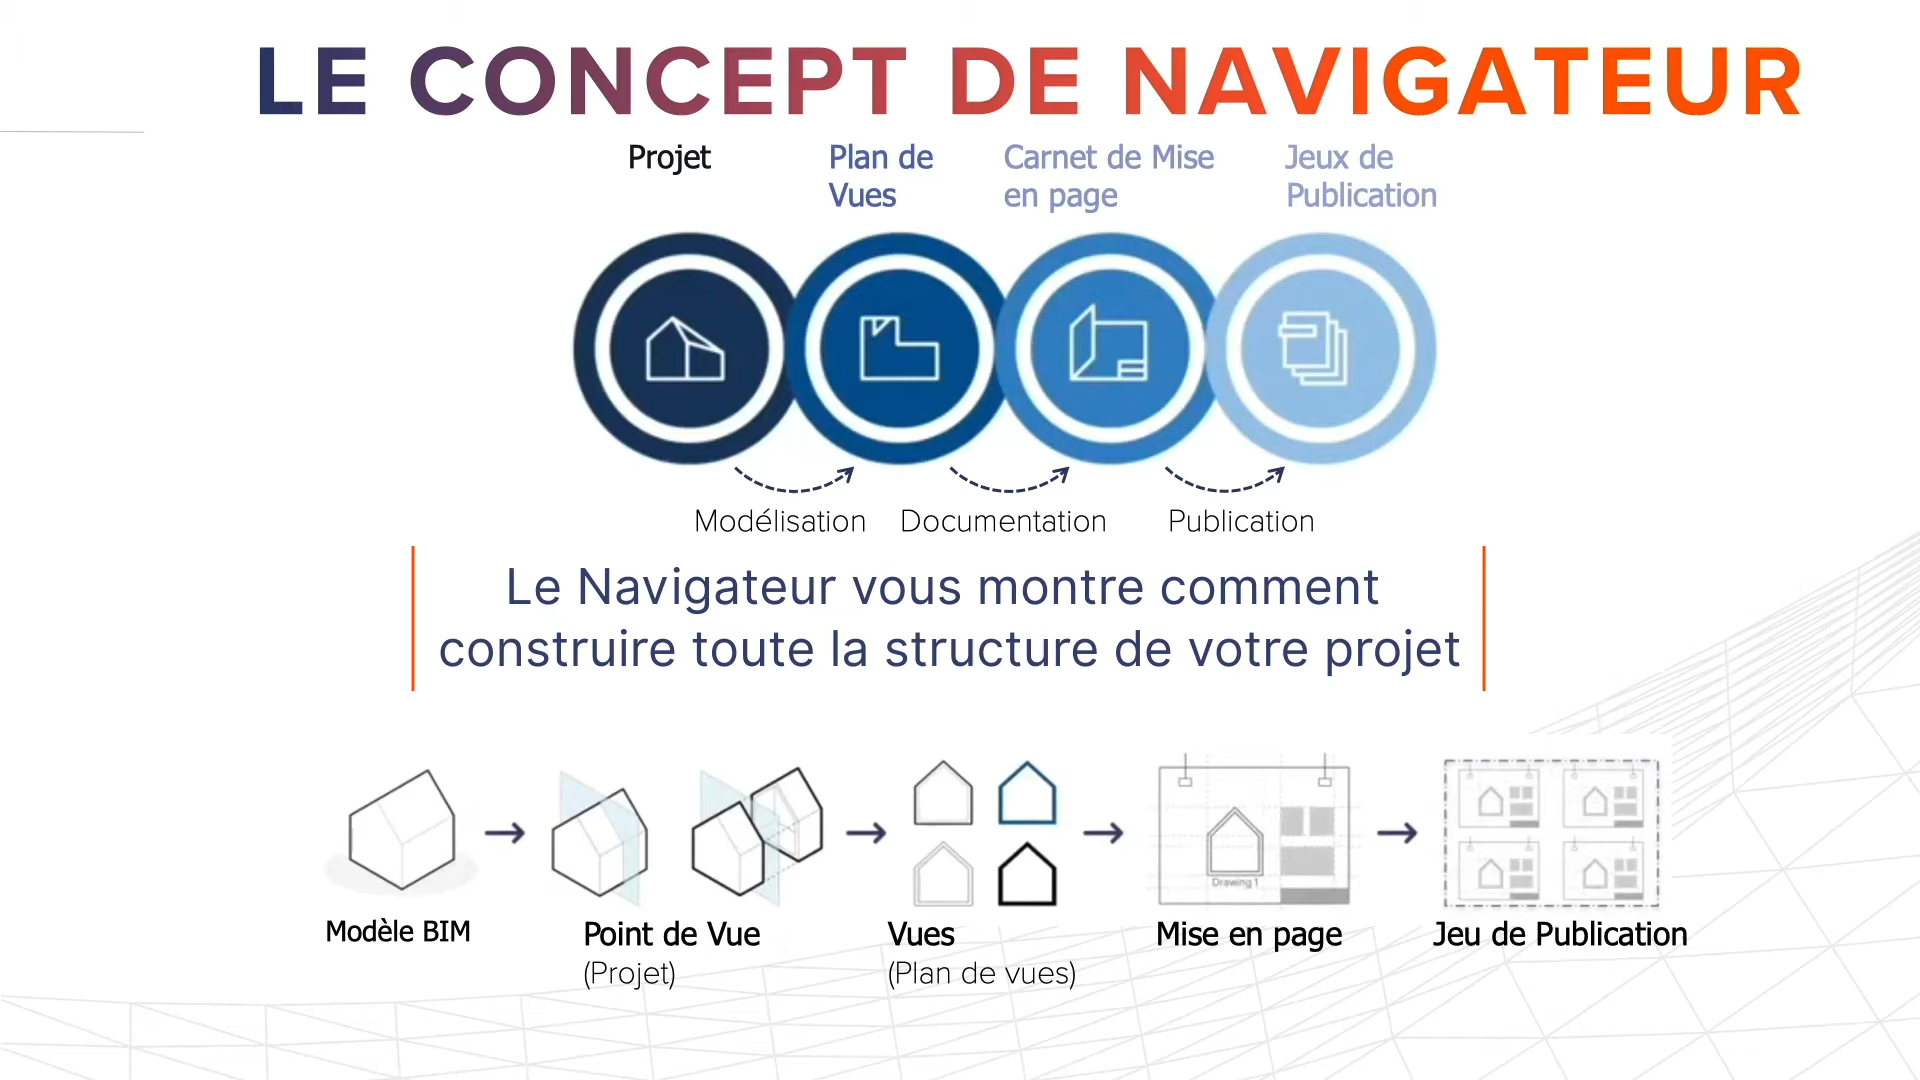 LE CONCEPT DE NAVIGATEUR
Projet
Plan de
Vues
Carnet de Mise
en page
Jeux de
Publication
Modélisation
Documentation
Publication
Le Navigateur vous montre comment
construire toute la structure de votre projet
Drawing 1
Modèle BIM
Point de Vue
(Projet)
Vues
(Plan de vues)
Mise en page
Jeu de Publication